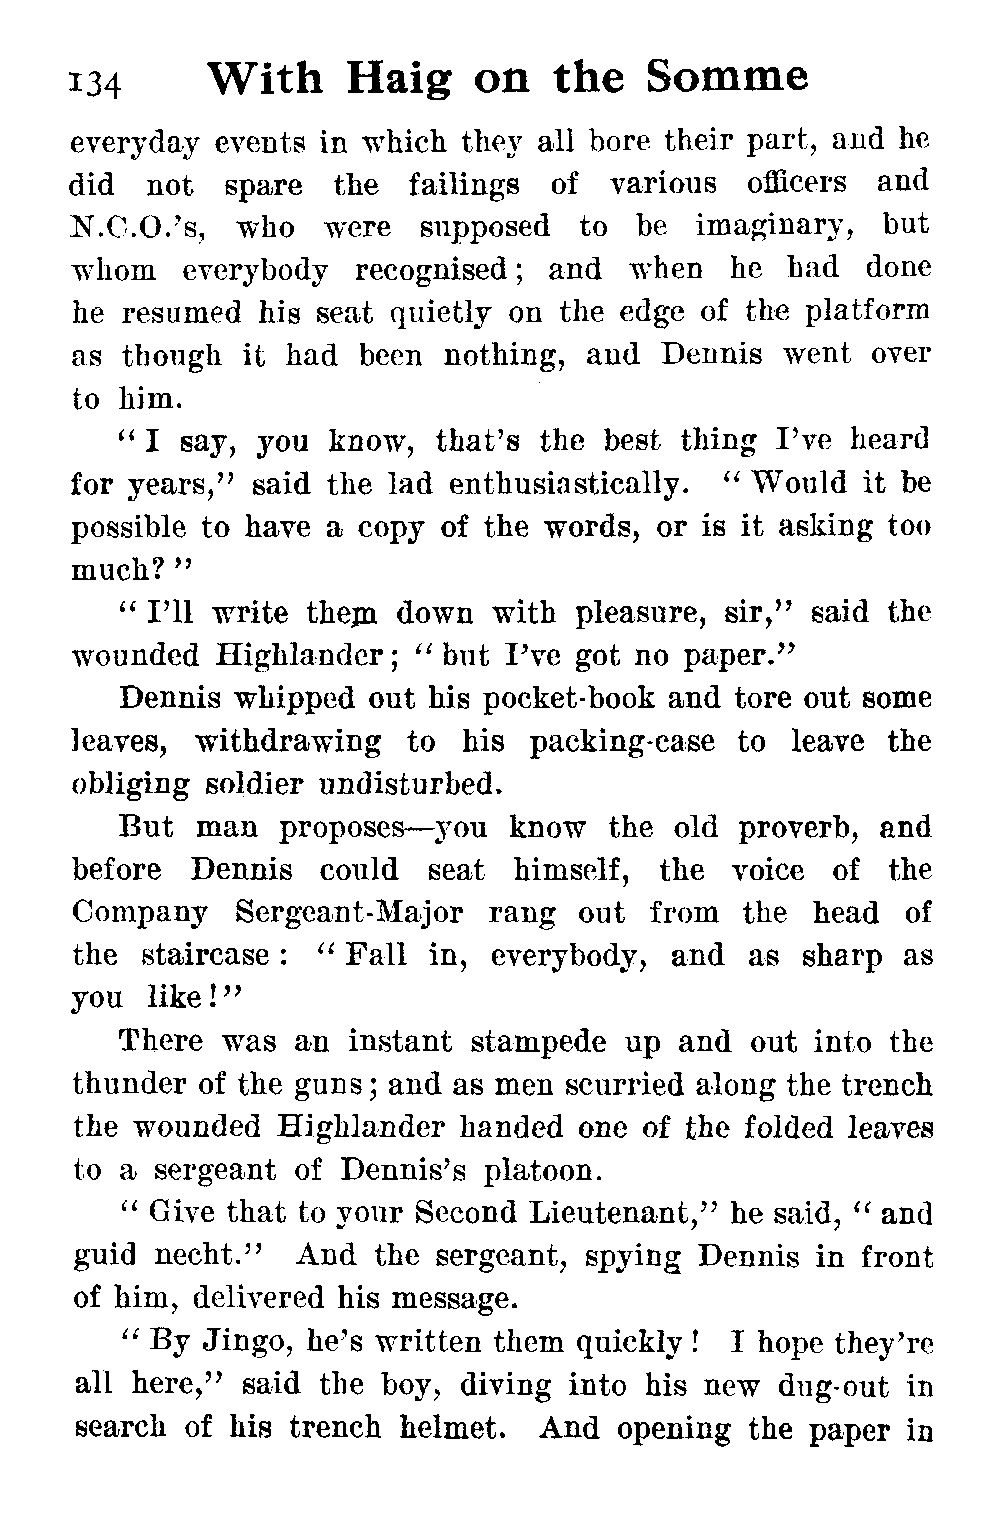 134 With Haig on the Somme
everyday events in which they all bore their part, and he
did not spare the failings of various officers and
N.C.O.'s, who were supposed to be imaginary, but
whom everybody recognised; and when he had done
he resumed his seat quietly on the edge of the platform
as though it had been nothing, and Dennis went over
to him.
"I say, you know, that's the best thing I've heard
for years," said the lad enthusiastically. "Would it be
possible to have a copy of the words, or is it asking too
much?"
"I'll write them down with pleasure, sir," said the
wounded Highlander; "but I've got no paper."
Dennis whipped out his pocket-book and tore out some
leaves, withdrawing to his packing-case to leave the
obliging soldier undisturbed.
But man proposes—you know the old proverb, and
before Dennis could seat himself, the voice of the
Company Sergeant-Major rang out from the head of
the staircase: "Fall in, everybody, and as sharp as
you like!"
There was an instant stampede up and out into the
thunder of the guns; and as men scurried along the trench
the wounded Highlander handed one of the folded leaves
to a sergeant of Dennis's platoon.
"Give that to your Second Lieutenant," he said, "and
guid necht." And the sergeant, spying Dennis in front
of him, delivered his message.
"By Jingo, he's written them quickly! I hope they're
all here," said the boy, diving into his new dug-out in
search of his trench helmet. And opening the paper in